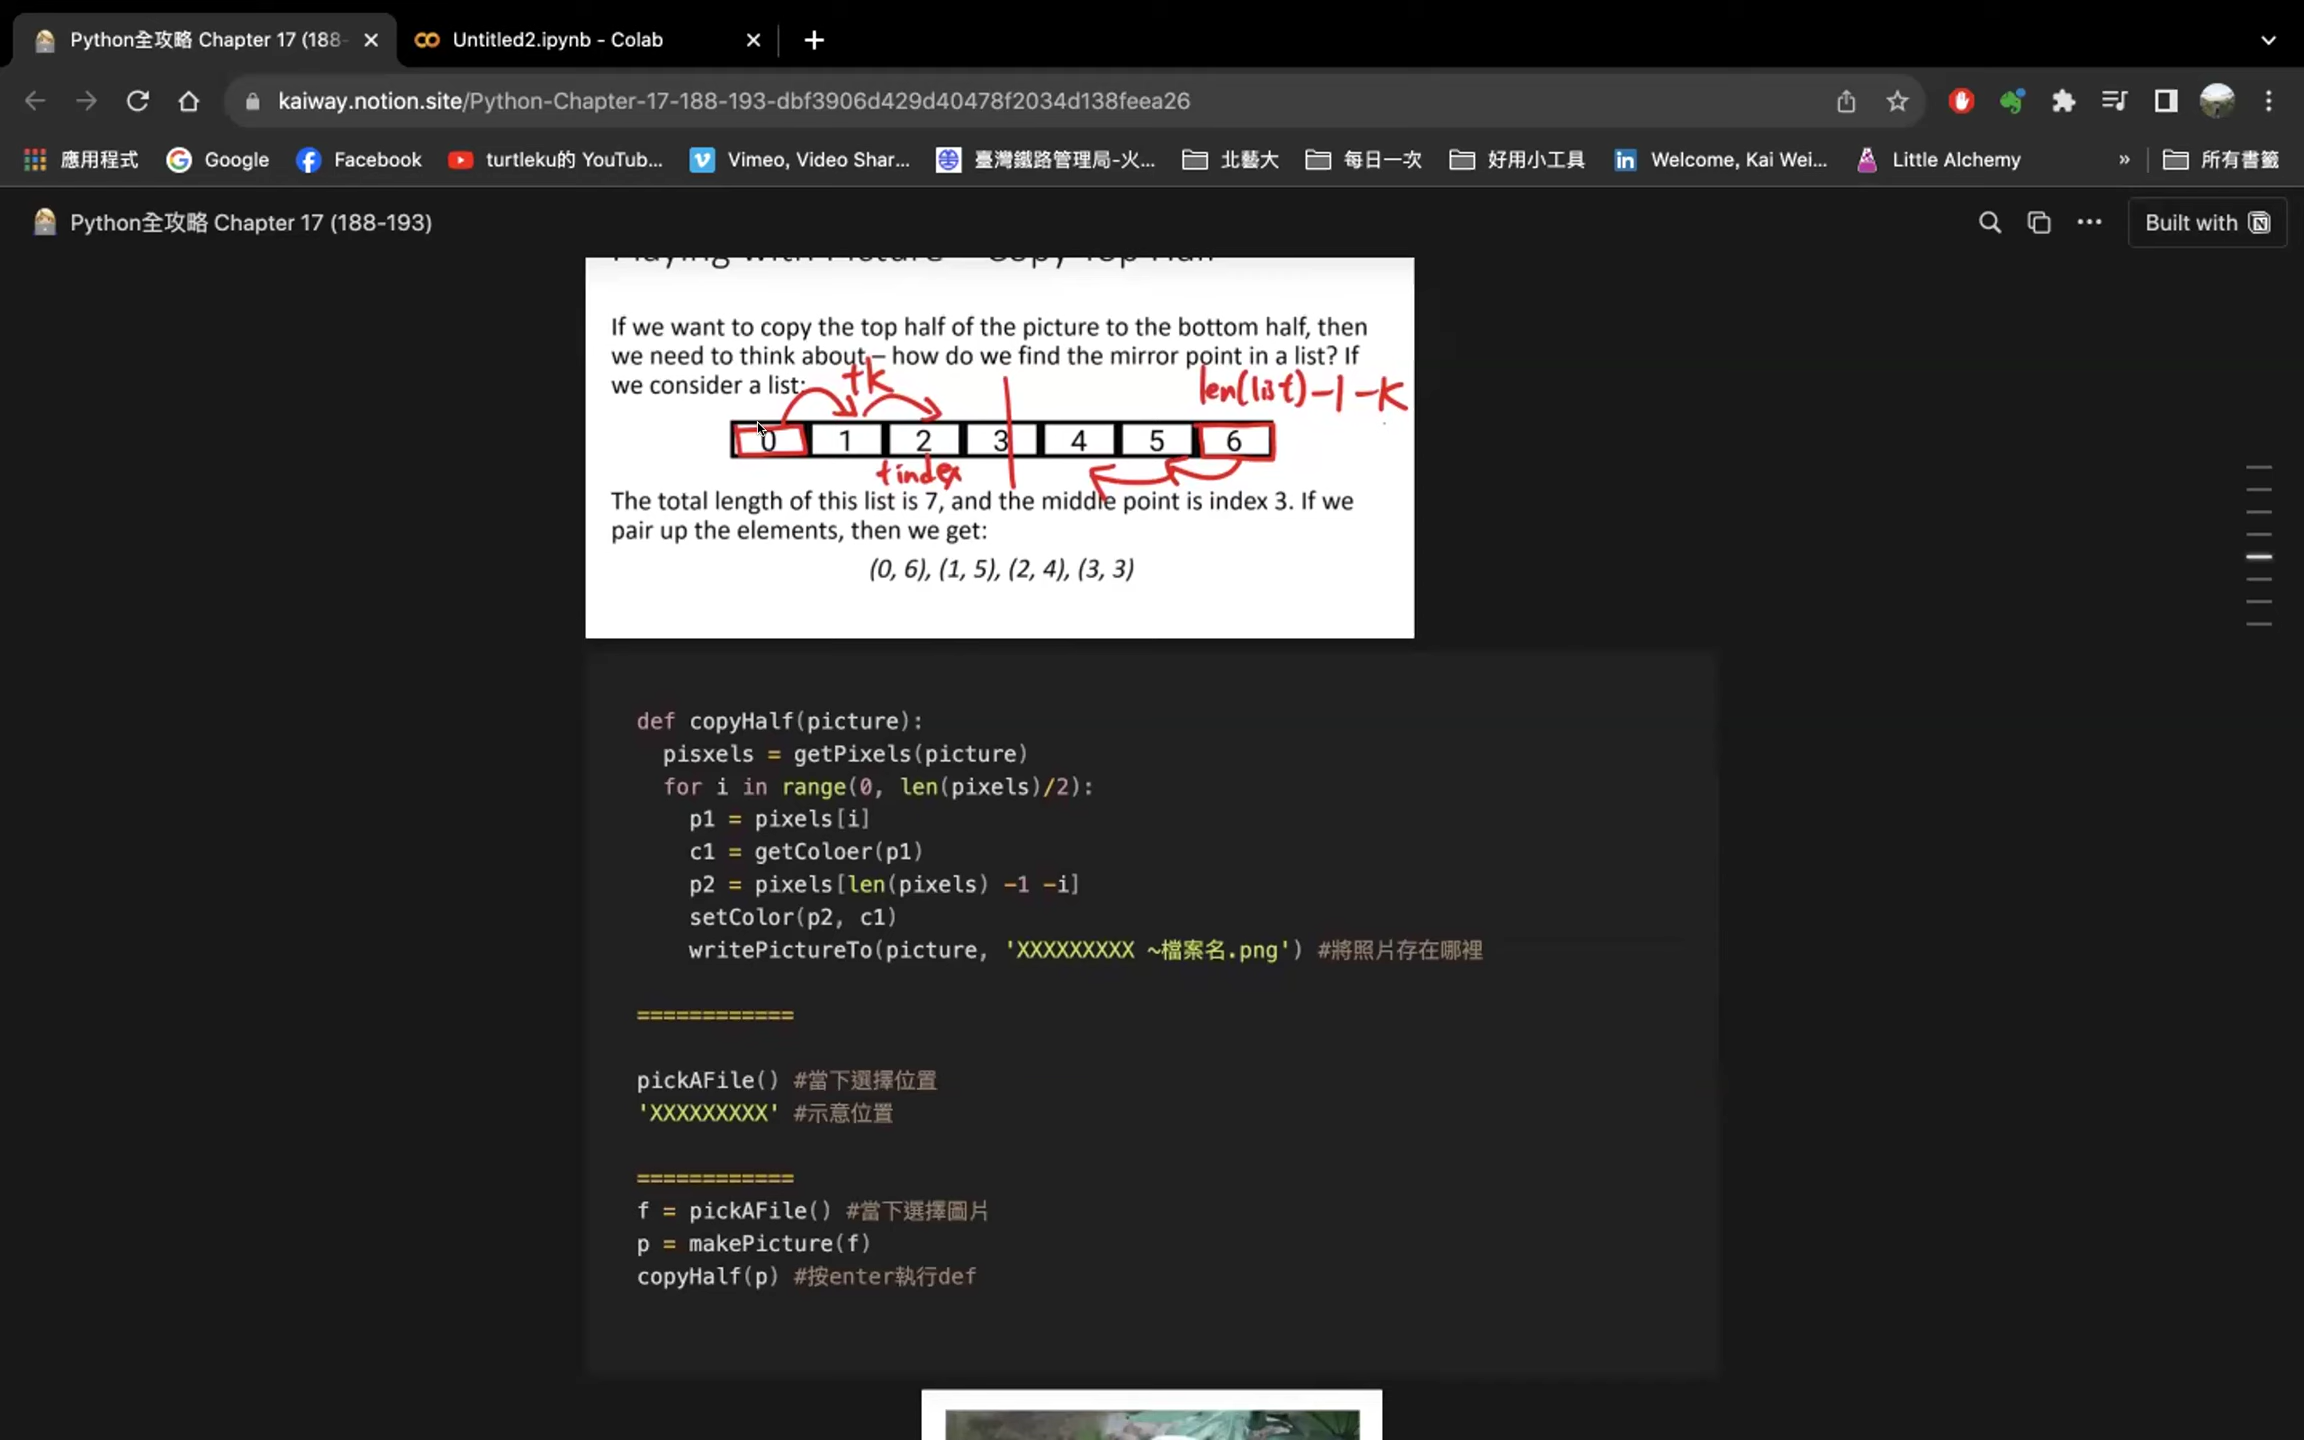 Python全攻略 Chapter 17 (188-
Untitled2.ipynb - Colab
kaiway.notion.site/Python-Chapter-17-188-193-dbf3906d429d40478f2034d138feea26
應用程式
Google
Facebook
turtleku的 YouTub...
Vimeo, Video Shar...
臺灣鐵路管理局-火...
北藝大
每日一次
好用小工具
Welcome, Kai Wei...
Little Alchemy
»
所有書籤
Python全攻略 Chapter 17 (188-193)
Built with
Playing with Picture – Copy Top Half
If we want to copy the top half of the picture to the bottom half, then
we need to think about – how do we find the mirror point in a list? If
we consider a list:
+k
len(list)-1-K
0 1 2 3 4 5 6
+index
The total length of this list is 7, and the middle point is index 3. If we
pair up the elements, then we get:
(0, 6), (1, 5), (2, 4), (3, 3)
def copyHalf(picture):
pisxels = getPixels(picture)
for i in range(0, len(pixels)/2):
p1 = pixels[i]
c1 = getColoer(p1)
p2 = pixels[len(pixels) -1 -i]
setColor(p2, c1)
writePictureTo(picture, 'XXXXXXXXX ~檔案名.png') #將照片存在哪裡
============
pickAFile() #當下選擇位置
'XXXXXXXXX' #示意位置
============
f = pickAFile() #當下選擇圖片
p = makePicture(f)
copyHalf(p) #按enter執行def